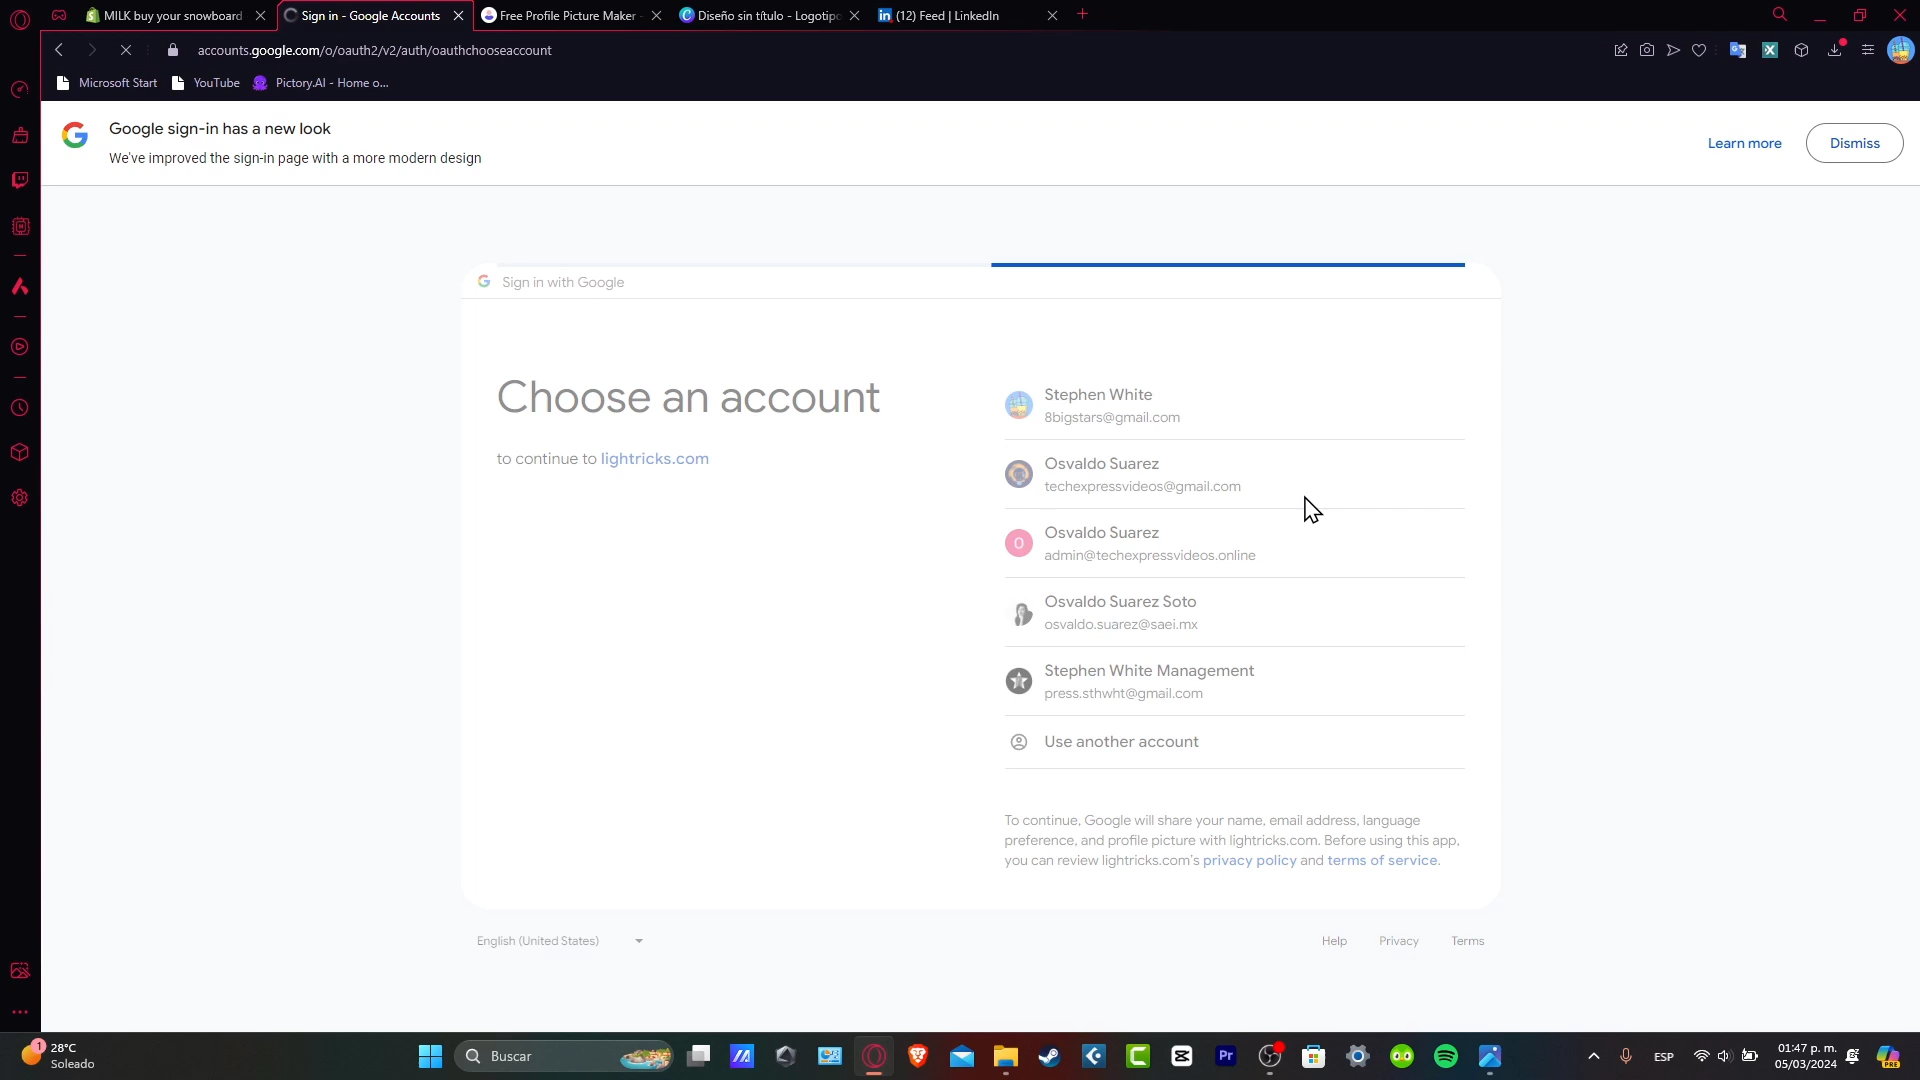 MILK buy your snowboard
Sign in - Google Accounts
Free Profile Picture Maker
Diseño sin título - Logotipo
(12) Feed | LinkedIn
accounts.google.com/o/oauth2/v2/auth/oauthchooseaccount
Microsoft Start
YouTube
Pictory.AI - Home o...
Google sign-in has a new look
We've improved the sign-in page with a more modern design
Learn more
Dismiss
Sign in with Google
Choose an account
to continue to lightricks.com
Stephen White
8bigstars@gmail.com
Osvaldo Suarez
techexpressvideos@gmail.com
O
Osvaldo Suarez
admin@techexpressvideos.online
Osvaldo Suarez Soto
osvaldo.suarez@saei.mx
Stephen White Management
press.sthwht@gmail.com
Use another account
To continue, Google will share your name, email address, language
preference, and profile picture with lightricks.com. Before using this app,
you can review lightricks.com's privacy policy and terms of service.
English (United States)
Help
Privacy
Terms
1
28°C
Soleado
Buscar
Pr
ESP
01:47 p. m.
05/03/2024
PRE